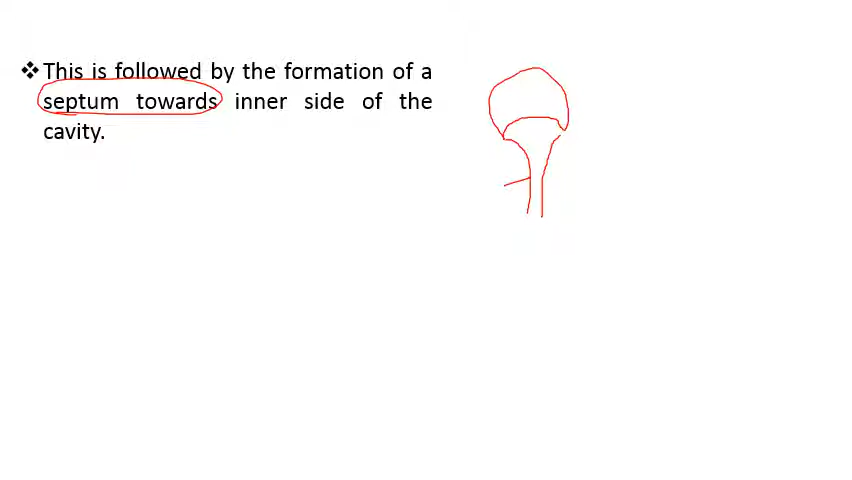 ❖This is followed by the formation of a
septum towards inner side of the
cavity.